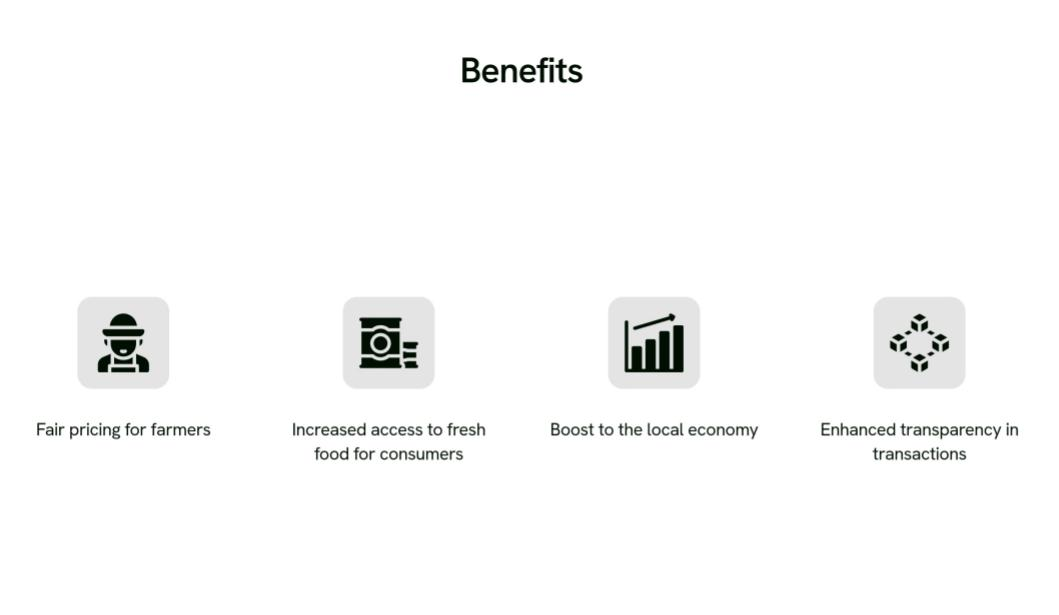 Benefits
Fair pricing for farmers
Increased access to fresh
food for consumers
Boost to the local economy
Enhanced transparency in
transactions